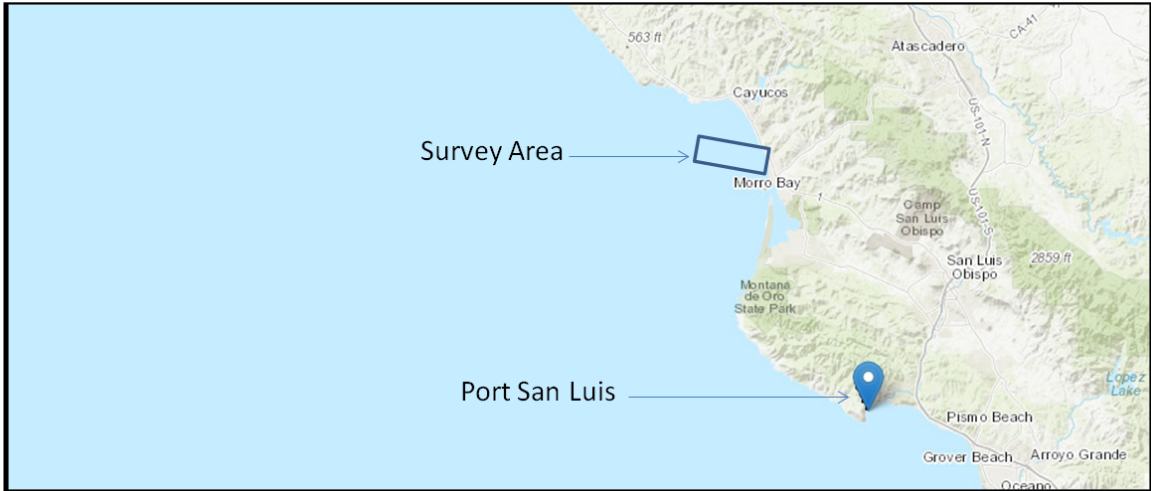 563 ft
CA-41
Atascadero
Cayucos
US-101-N
Survey Area
Morro Bay
1
US-101-S
Camp
San Luis
Obispo
San Luis
Obispo
2859 ft
Montana
de Oro
State Park
Port San Luis
Lopez
Lake
Pismo Beach
Grover Beach
Arroyo Grande
Oceano